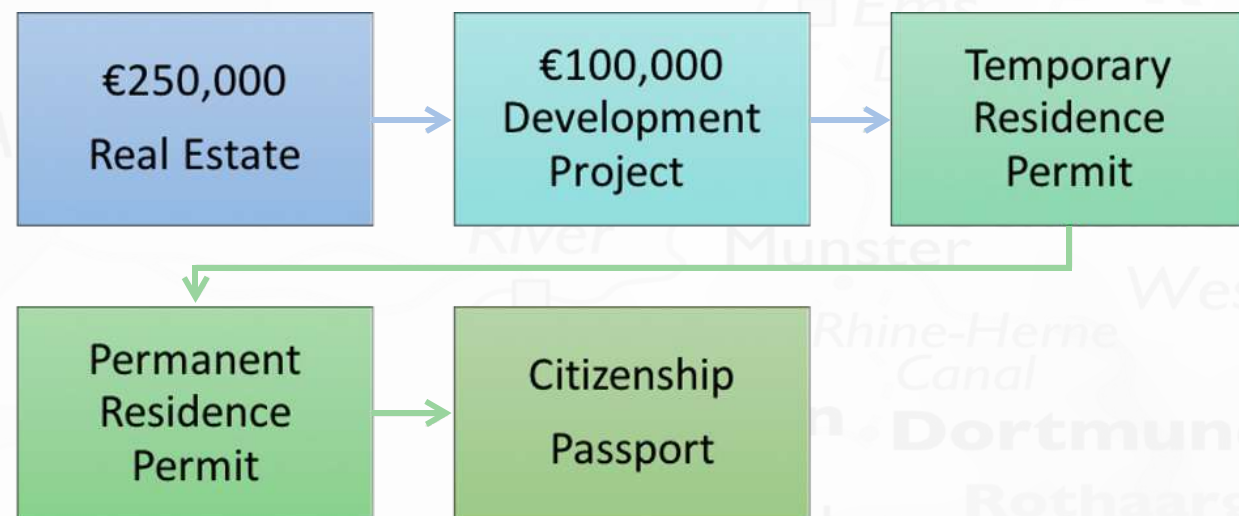 €250,000
Real Estate
€100,000
Development
Project
Temporary
Residence
Permit
Permanent
Residence
Permit
Citizenship
Passport
Ems
River
Munster
Rhine-Herne
Canal